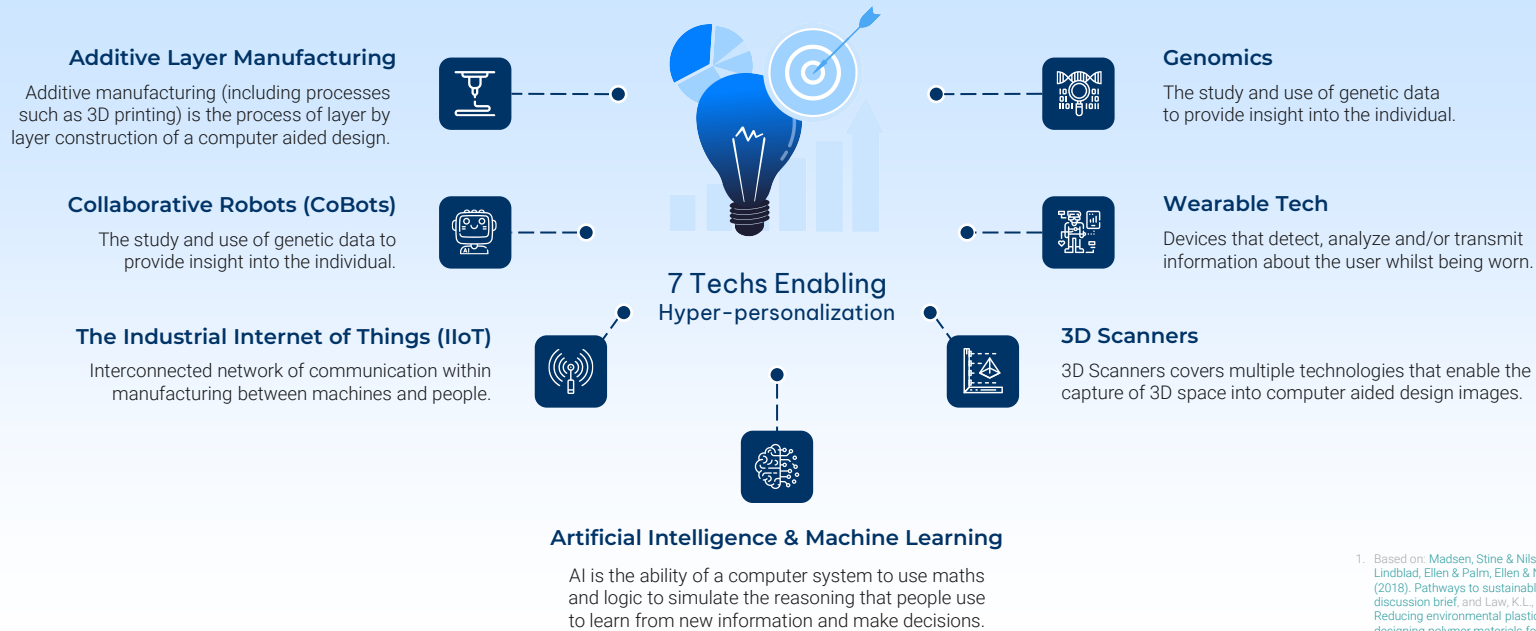 Additive Layer Manufacturing
Additive manufacturing (including processes
such as 3D printing) is the process of layer by
layer construction of a computer aided design.
Collaborative Robots (CoBots)
The study and use of genetic data to
provide insight into the individual.
AI
The Industrial Internet of Things (IIoT)
Interconnected network of communication within
manufacturing between machines and people.
7 Techs Enabling
Hyper-personalization
Genomics
The study and use of genetic data
to provide insight into the individual.
Wearable Tech
Devices that detect, analyze and/or transmit
information about the user whilst being worn.
3D Scanners
3D Scanners covers multiple technologies that enable the
capture of 3D space into computer aided design images.
Artificial Intelligence & Machine Learning
AI is the ability of a computer system to use maths
and logic to simulate the reasoning that people use
to learn from new information and make decisions.
1. Based on: Madsen, Stine &
Lindblad, Ellen & Palm, Ellen &
(2018). Pathways to
discussion brief, and Law, K.L.,
Reducing environmental
designing polymer materials